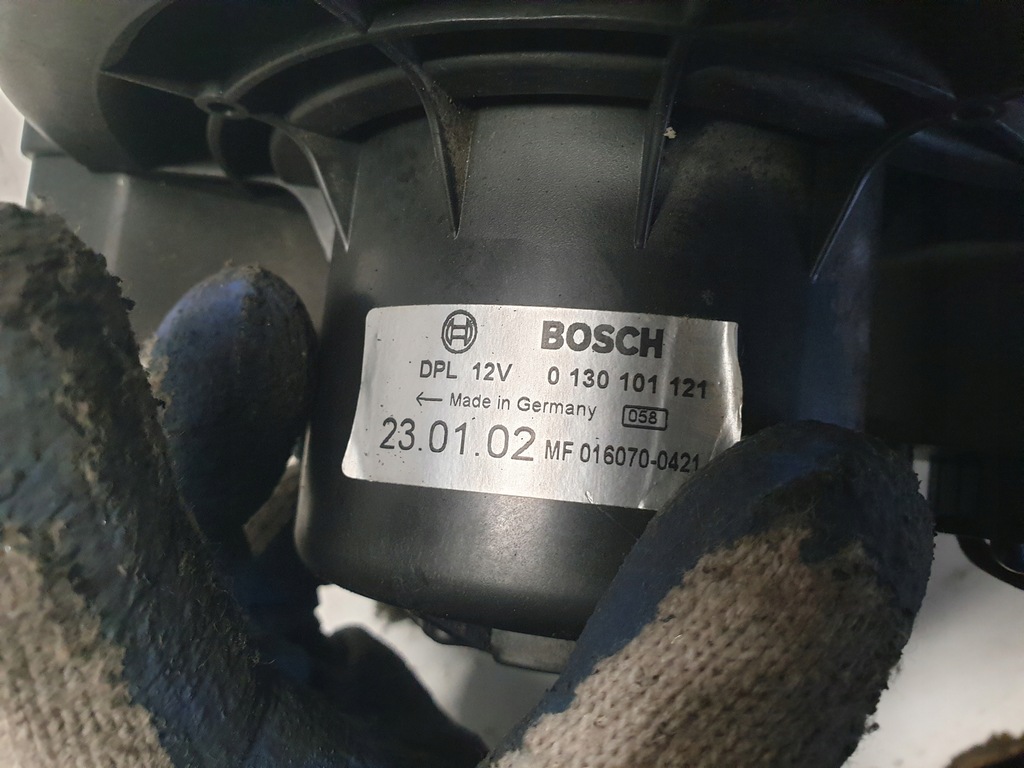 BOSCH
DPL 12V 0 130 101 121
← Made in Germany 058
23.01.02 MF 016070-0421